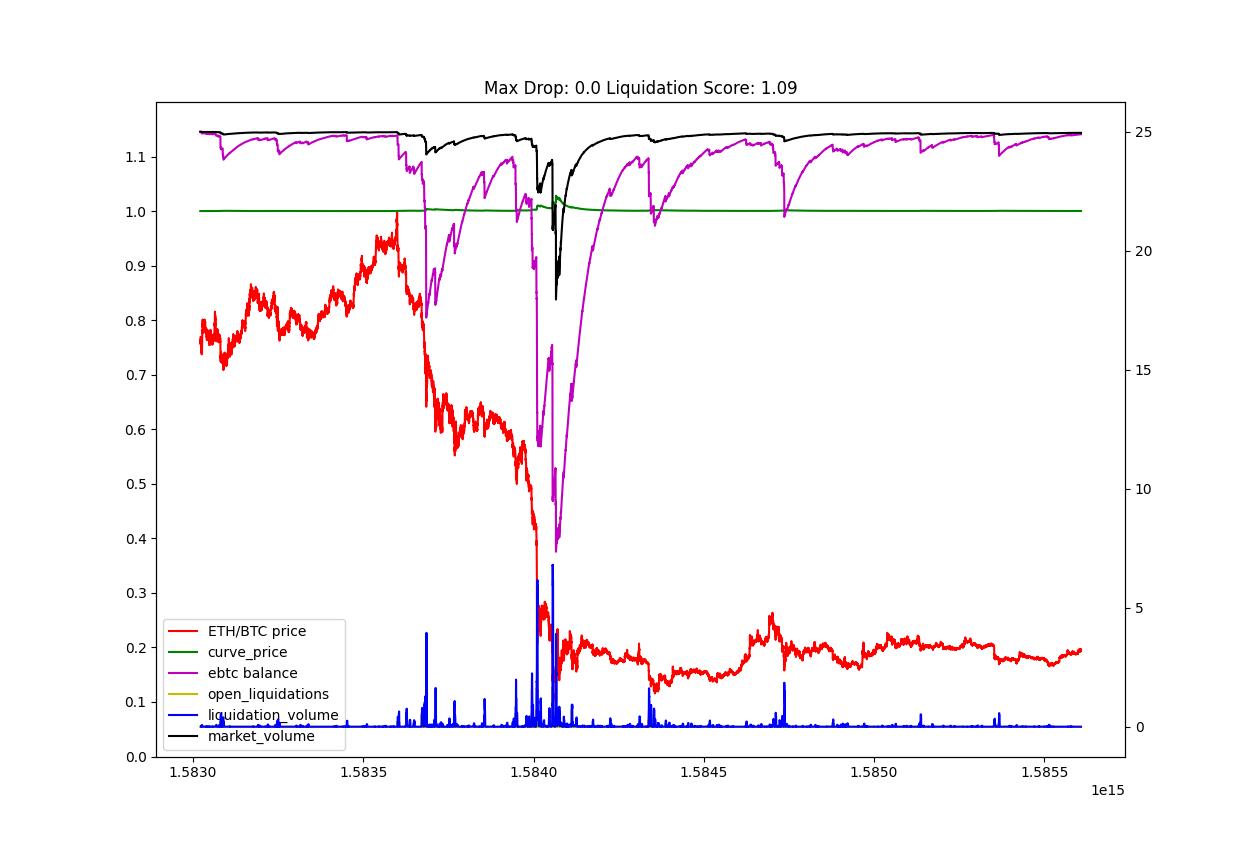 Max Drop: 0.0 Liquidation Score: 1.09
1.1
1.0
0.9
0.8
0.7
0.6
0.5
0.4
0.3
0.2
0.1
0.0
25
20
15
10
5
0
ETH/BTC price
curve_price
ebtc balance
open_liquidations
liquidation_volume
market_volume
1.5830 1.5835 1.5840 1.5845 1.5850 1.5855
1e15